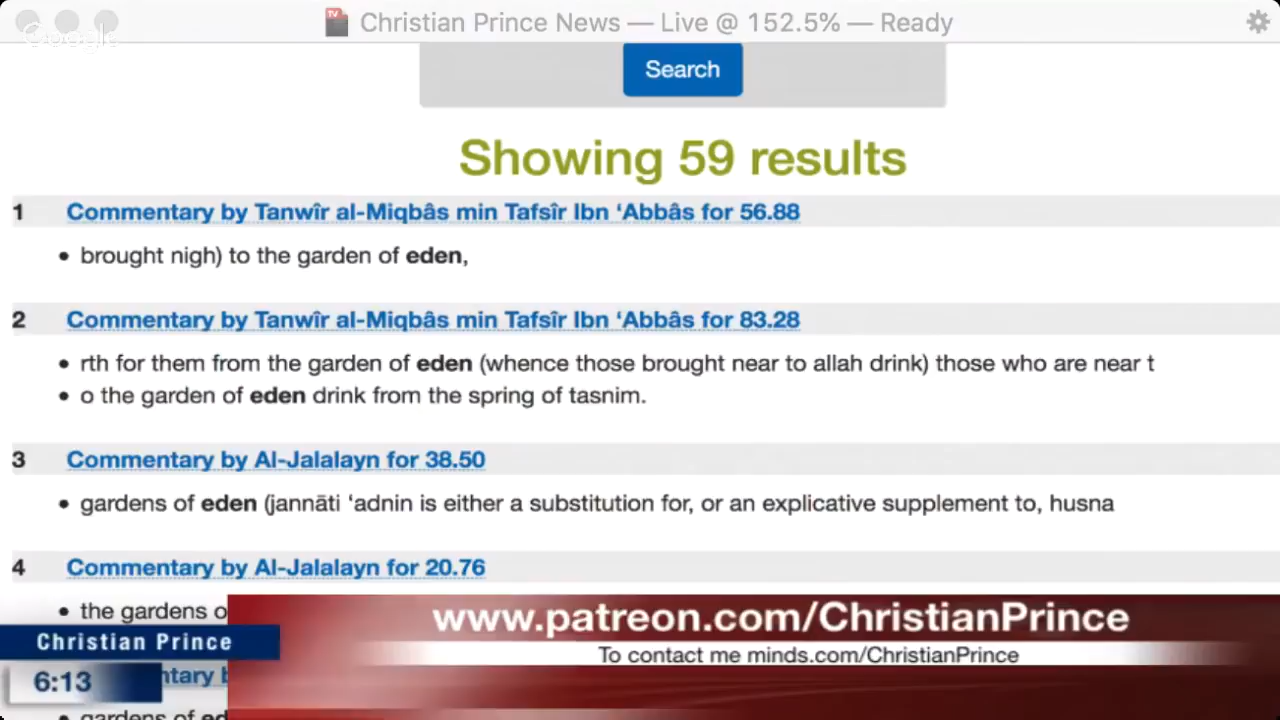 Christian Prince News — Live @ 152.5% — Ready
Google
Search
Showing 59 results
1 Commentary by Tanwîr al-Miqbâs min Tafsîr Ibn ‘Abbâs for 56.88
• brought nigh) to the garden of eden,
2 Commentary by Tanwîr al-Miqbâs min Tafsîr Ibn ‘Abbâs for 83.28
• rth for them from the garden of eden (whence those brought near to allah drink) those who are near t
• o the garden of eden drink from the spring of tasnim.
3 Commentary by Al-Jalalayn for 38.50
• gardens of eden (jannāti ‘adnin is either a substitution for, or an explicative supplement to, husna
4 Commentary by Al-Jalalayn for 20.76
• the gardens o
www.patreon.com/ChristianPrince
Christian Prince
To contact me minds.com/ChristianPrince
6:13
ntary b
• gardens of ed